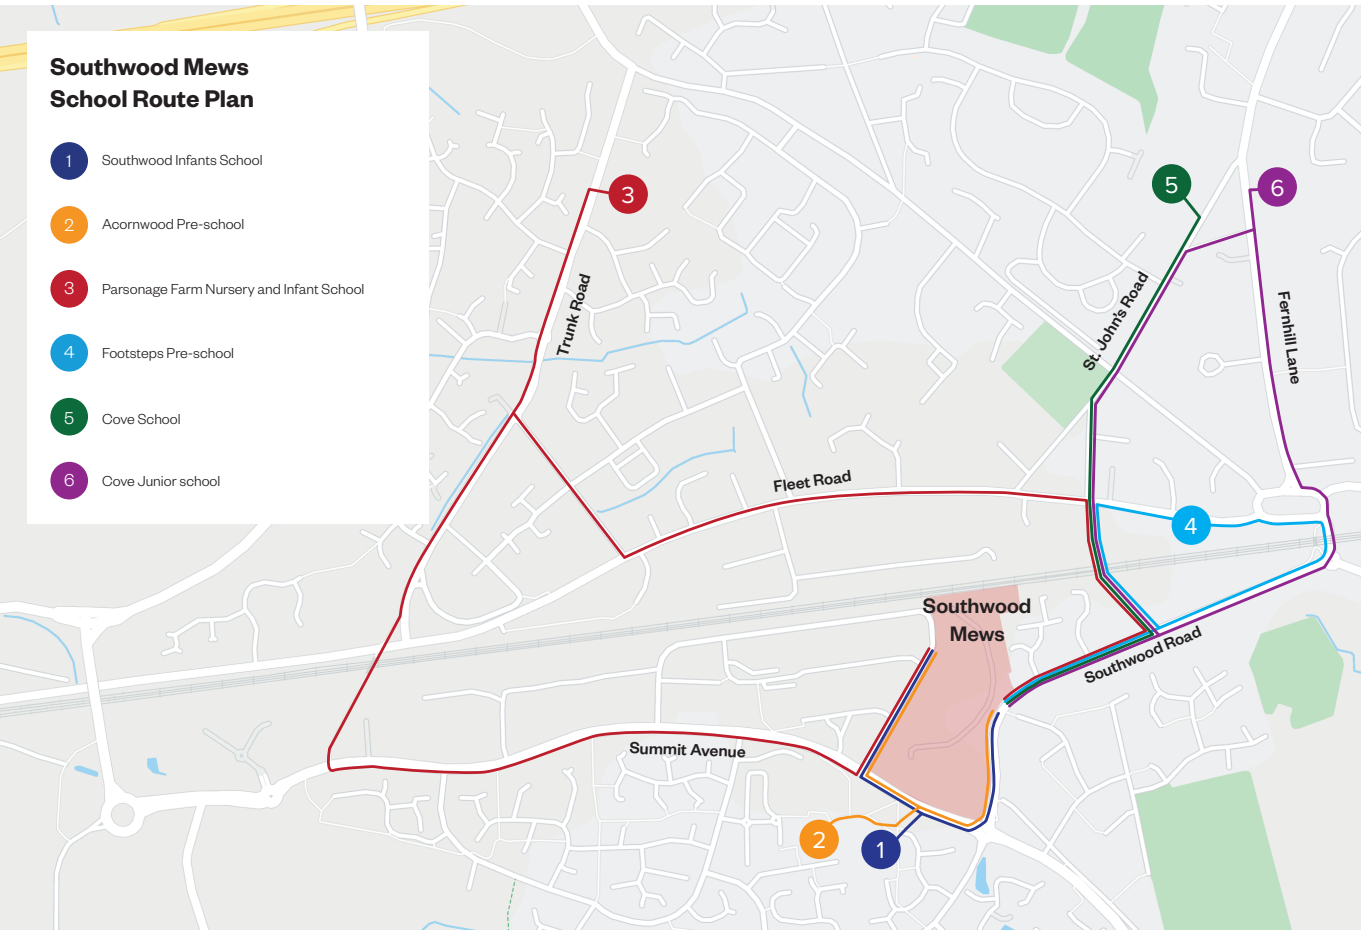 Southwood Mews
School Route Plan
1 Southwood Infants School
2 Acornwood Pre-school
3 Parsonage Farm Nursery and Infant School
4 Footsteps Pre-school
5 Cove School
6 Cove Junior school
3
5
6
Trunk Road
St. John's Road
Fernhill Lane
Fleet Road
4
Southwood
Mews
Southwood Road
Summit Avenue
2
1